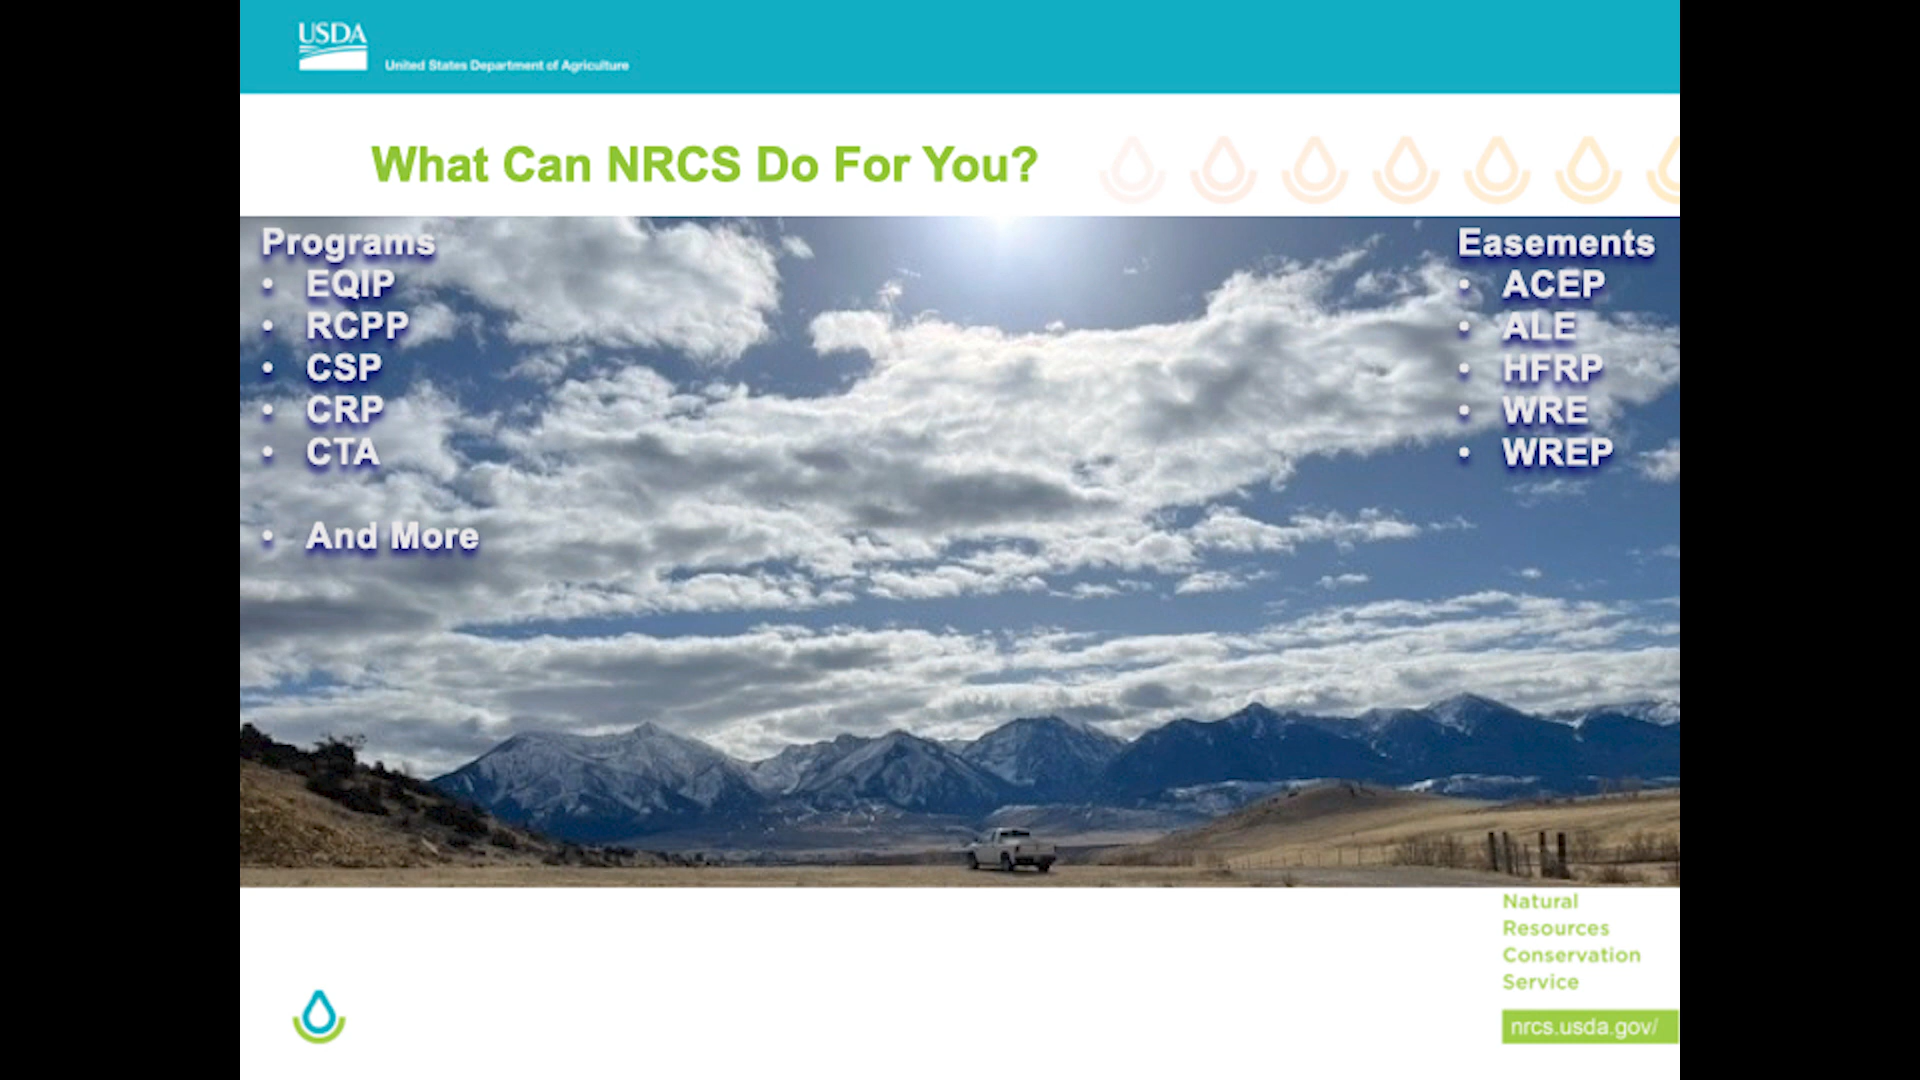 USDA
United States Department of Agriculture
What Can NRCS Do For You?
Programs
• EQIP
• RCPP
• CSP
• CRP
• CTA
• And More
Easements
• ACEP
• ALE
• HFRP
• WRE
• WREP
Natural
Resources
Conservation
Service
nrcs.usda.gov/